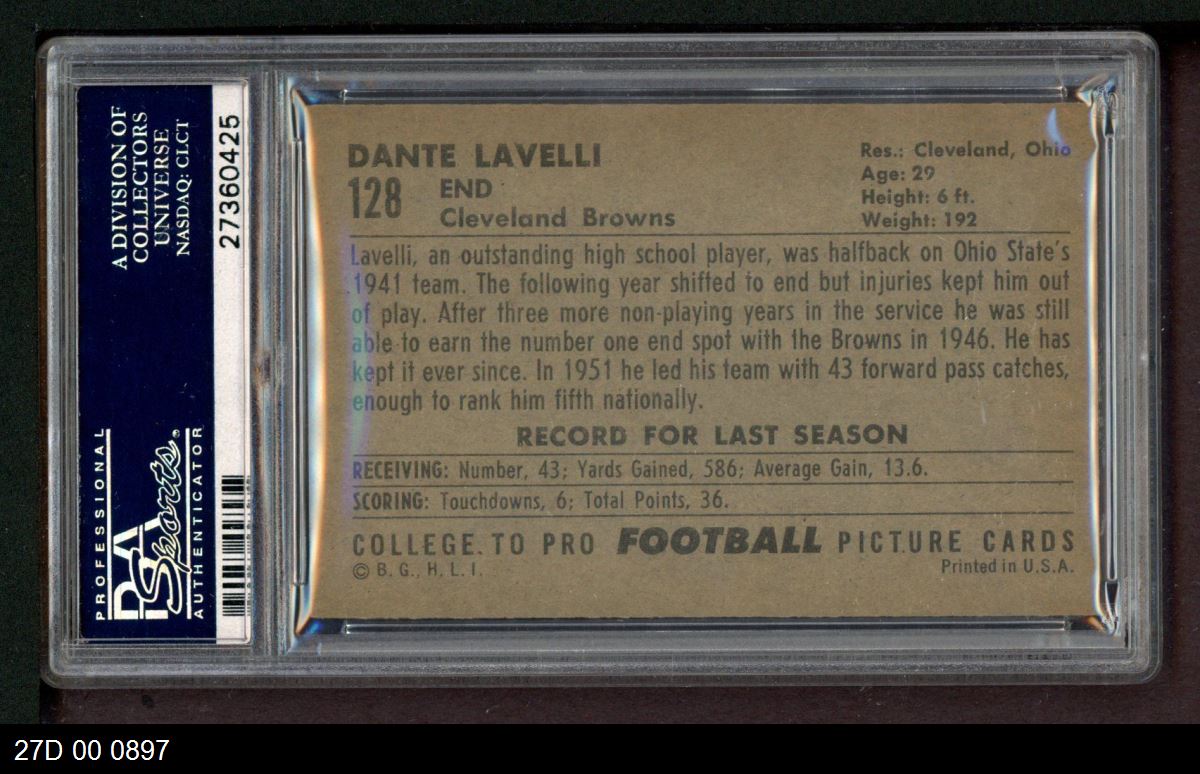 A DIVISION OF
COLLECTORS
UNIVERSE
NASDAQ: CLCT
27360425
PROFESSIONAL
PSA
Sports
AUTHENTICATOR
DANTE LAVELLI
128
END
Cleveland Browns
Res.: Cleveland, Ohio
Age: 29
Height: 6 ft.
Weight: 192
Lavelli, an outstanding high school player, was halfback on Ohio State's
1941 team. The following year shifted to end but injuries kept him out
of play. After three more non-playing years in the service he was still
able to earn the number one end spot with the Browns in 1946. He has
kept it ever since. In 1951 he led his team with 43 forward pass catches,
enough to rank him fifth nationally.
RECORD FOR LAST SEASON
RECEIVING: Number, 43; Yards Gained, 586; Average Gain, 13.6.
SCORING: Touchdowns, 6; Total Points, 36.
COLLEGE TO PRO FOOTBALL PICTURE CARDS
© B. G., H. L. I.
Printed in U.S.A.
27D 00 0897